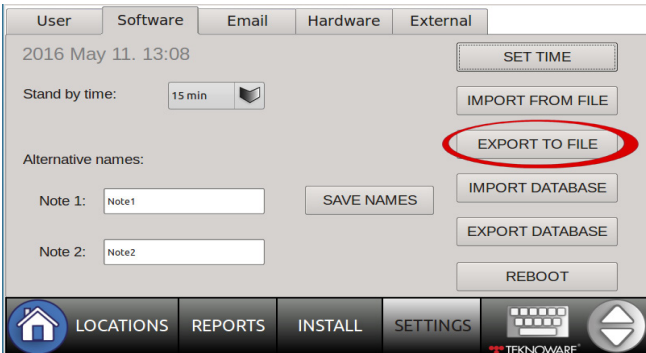 User Software Email Hardware External
2016 May 11. 13:08
SET TIME
Stand by time: 15 min
IMPORT FROM FILE
EXPORT TO FILE
Alternative names:
IMPORT DATABASE
Note 1: Note1 SAVE NAMES
EXPORT DATABASE
Note 2: Note2
REBOOT
LOCATIONS REPORTS INSTALL SETTINGS
TEKNOWARE